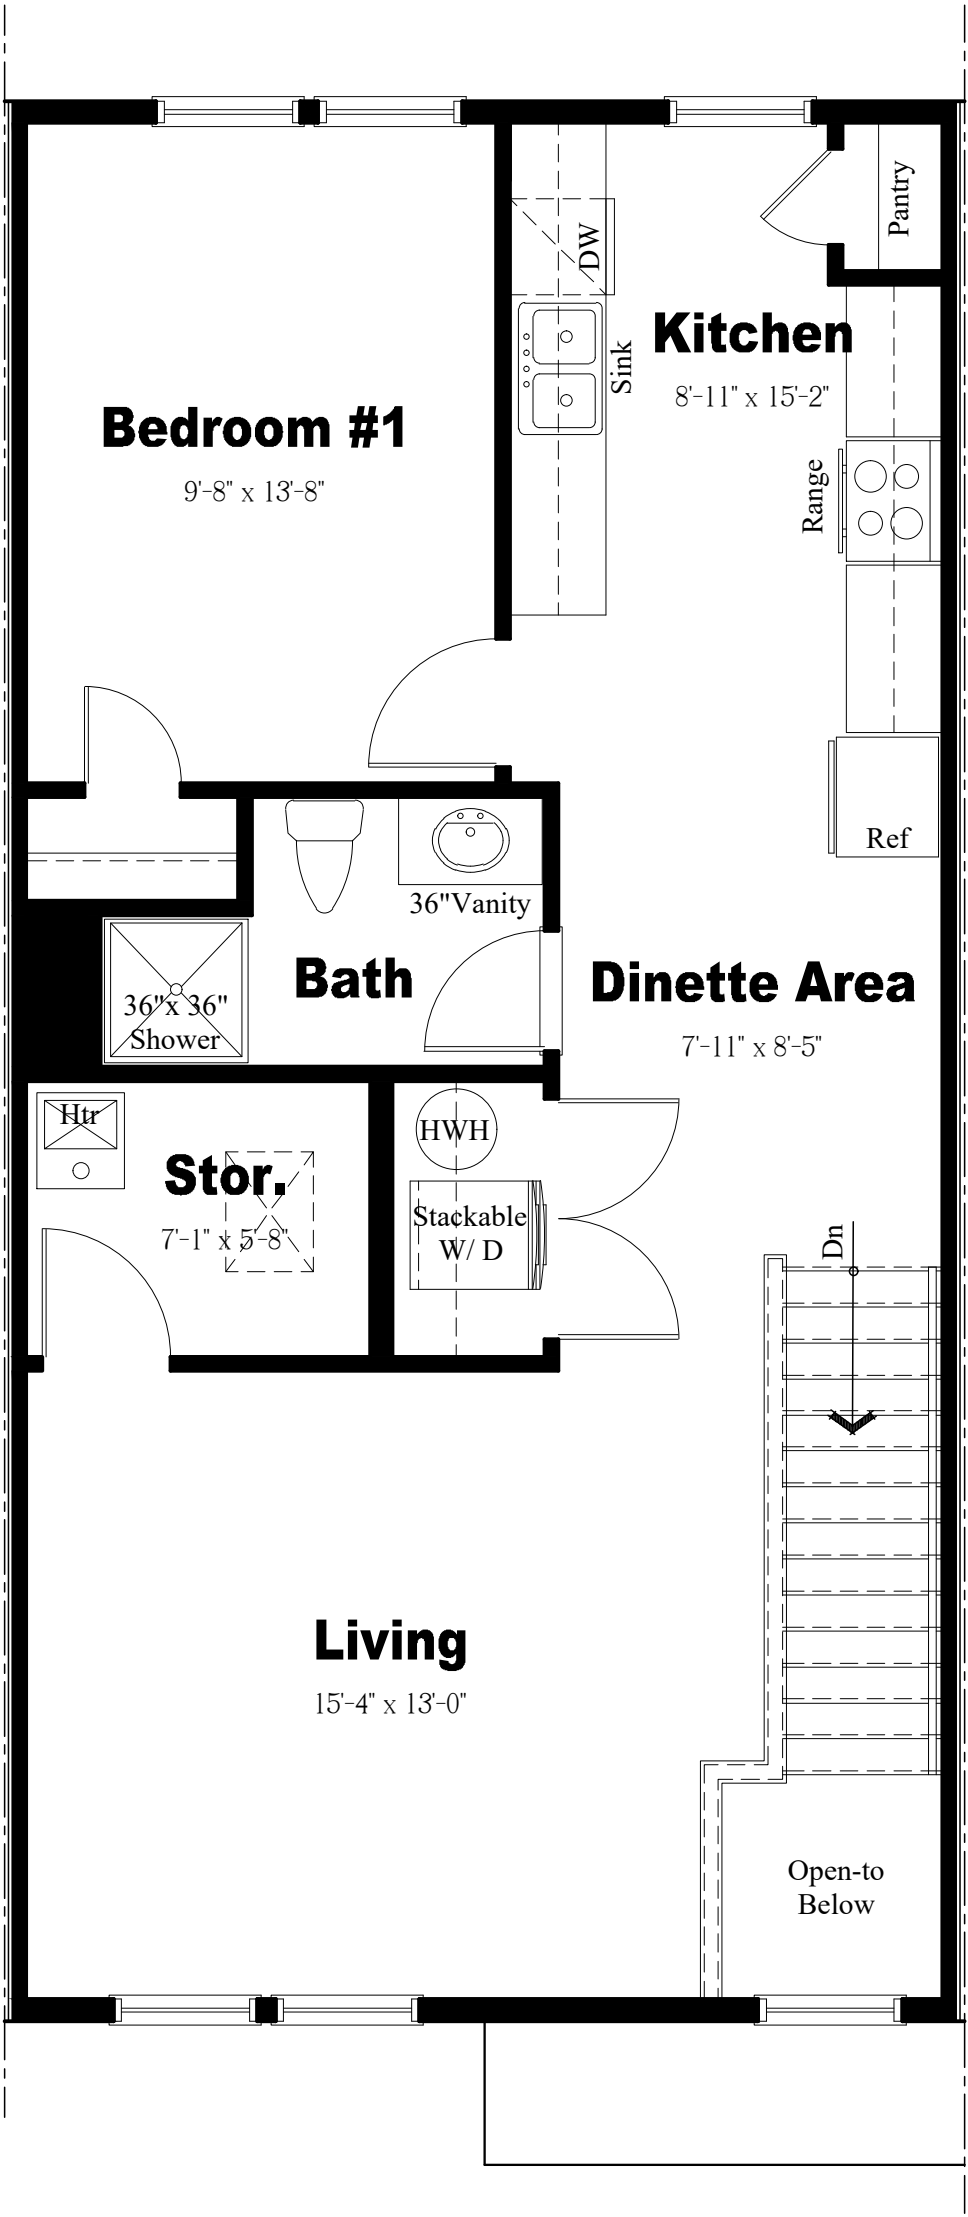 Pantry
DW
Sink
Kitchen
8'-11" x 15'-2"
Bedroom #1
9'-8" x 13'-8"
Range
Ref
36"Vanity
Bath
36"x 36"
Shower
Dinette Area
7'-11" x 8'-5"
Htr
HWH
Stor.
7'-1" x 5'-8"
Stackable
W/ D
Dn
Living
15'-4" x 13'-0"
Open-to
Below